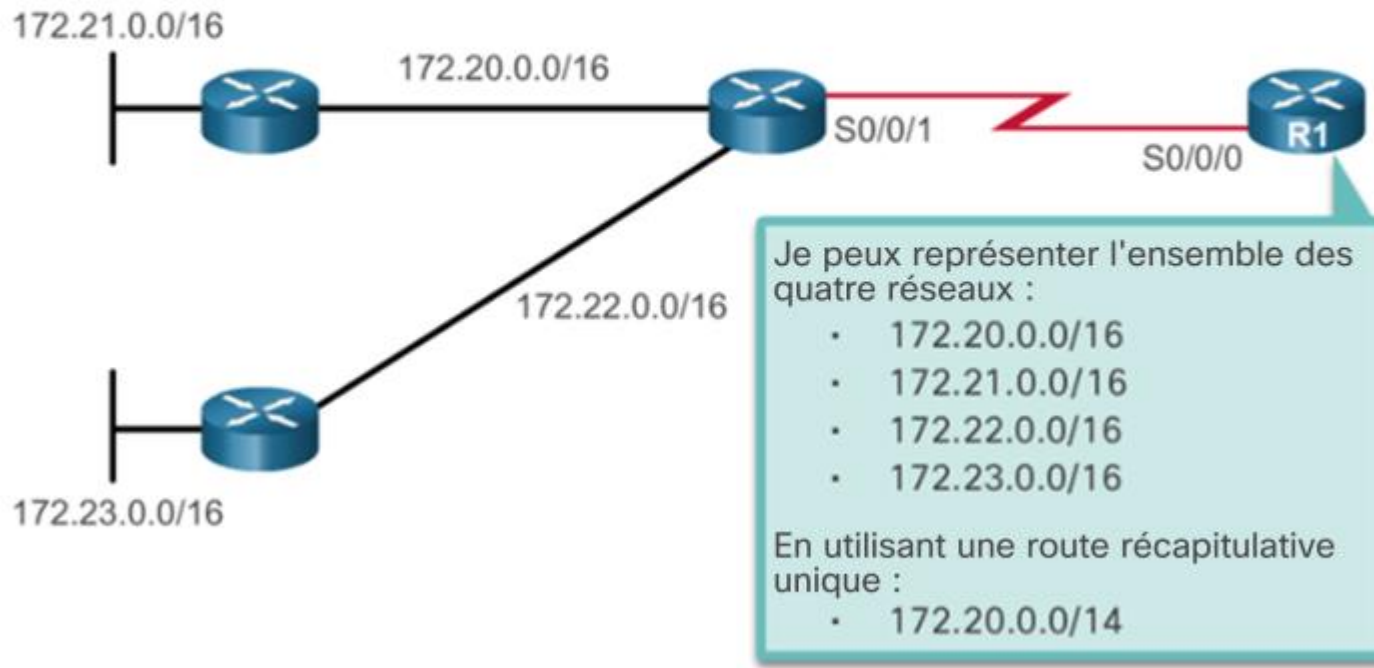 172.21.0.0/16
172.20.0.0/16
S0/0/1
S0/0/0
R1
172.22.0.0/16
172.23.0.0/16
Je peux représenter l'ensemble des
quatre réseaux :
· 172.20.0.0/16
· 172.21.0.0/16
· 172.22.0.0/16
· 172.23.0.0/16
En utilisant une route récapitulative
unique :
· 172.20.0.0/14